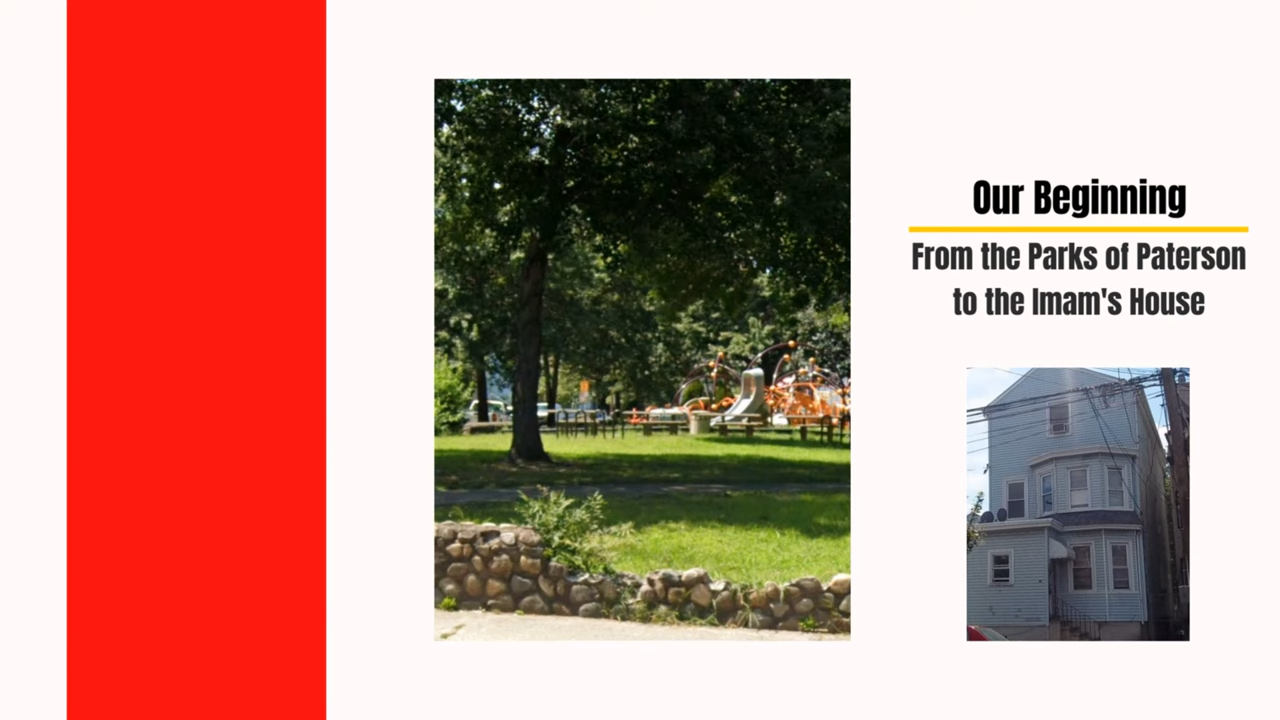 Our Beginning
From the Parks of Paterson
to the Imam's House